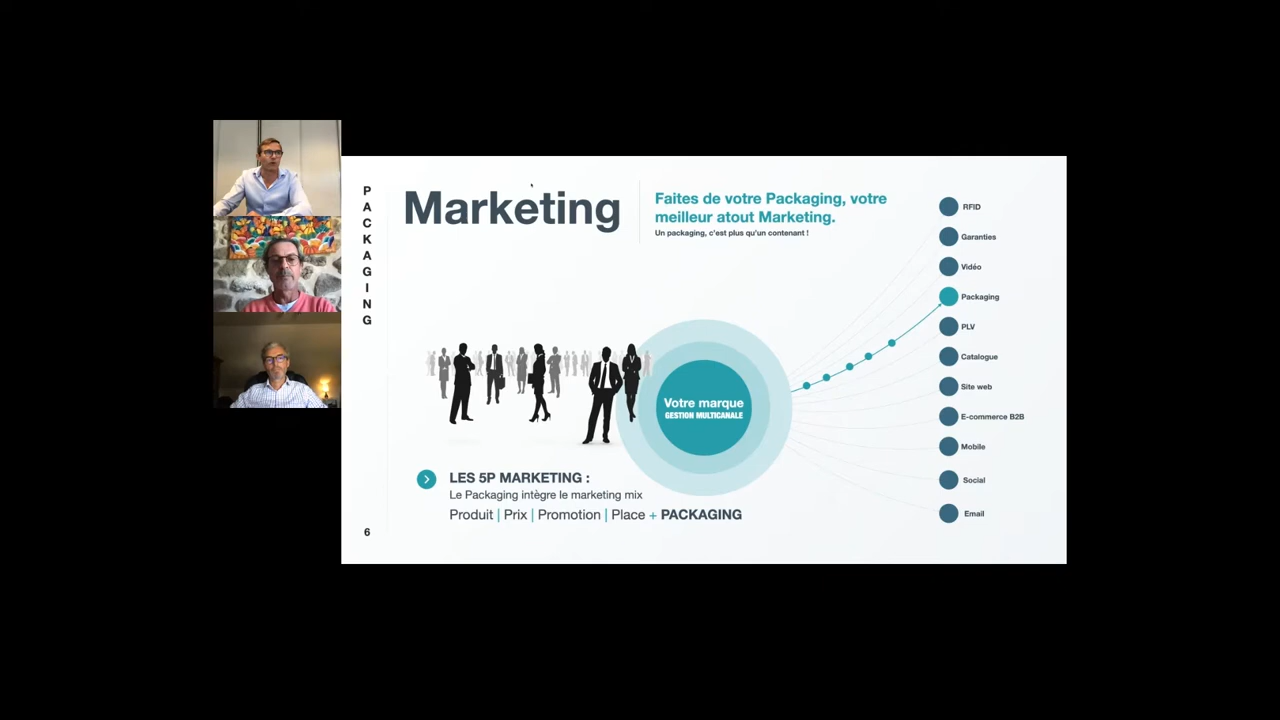 PACKAGING
Marketing
Faites de votre Packaging, votre
meilleur atout Marketing.
Un packaging, c'est plus qu'un contenant !
RFID
Garanties
Vidéo
Packaging
PLV
Catalogue
Site web
E-commerce B2B
Mobile
Social
Email
Votre marque
GESTION MULTICANALE
LES 5P MARKETING :
Le Packaging intègre le marketing mix
Produit | Prix | Promotion | Place + PACKAGING
6